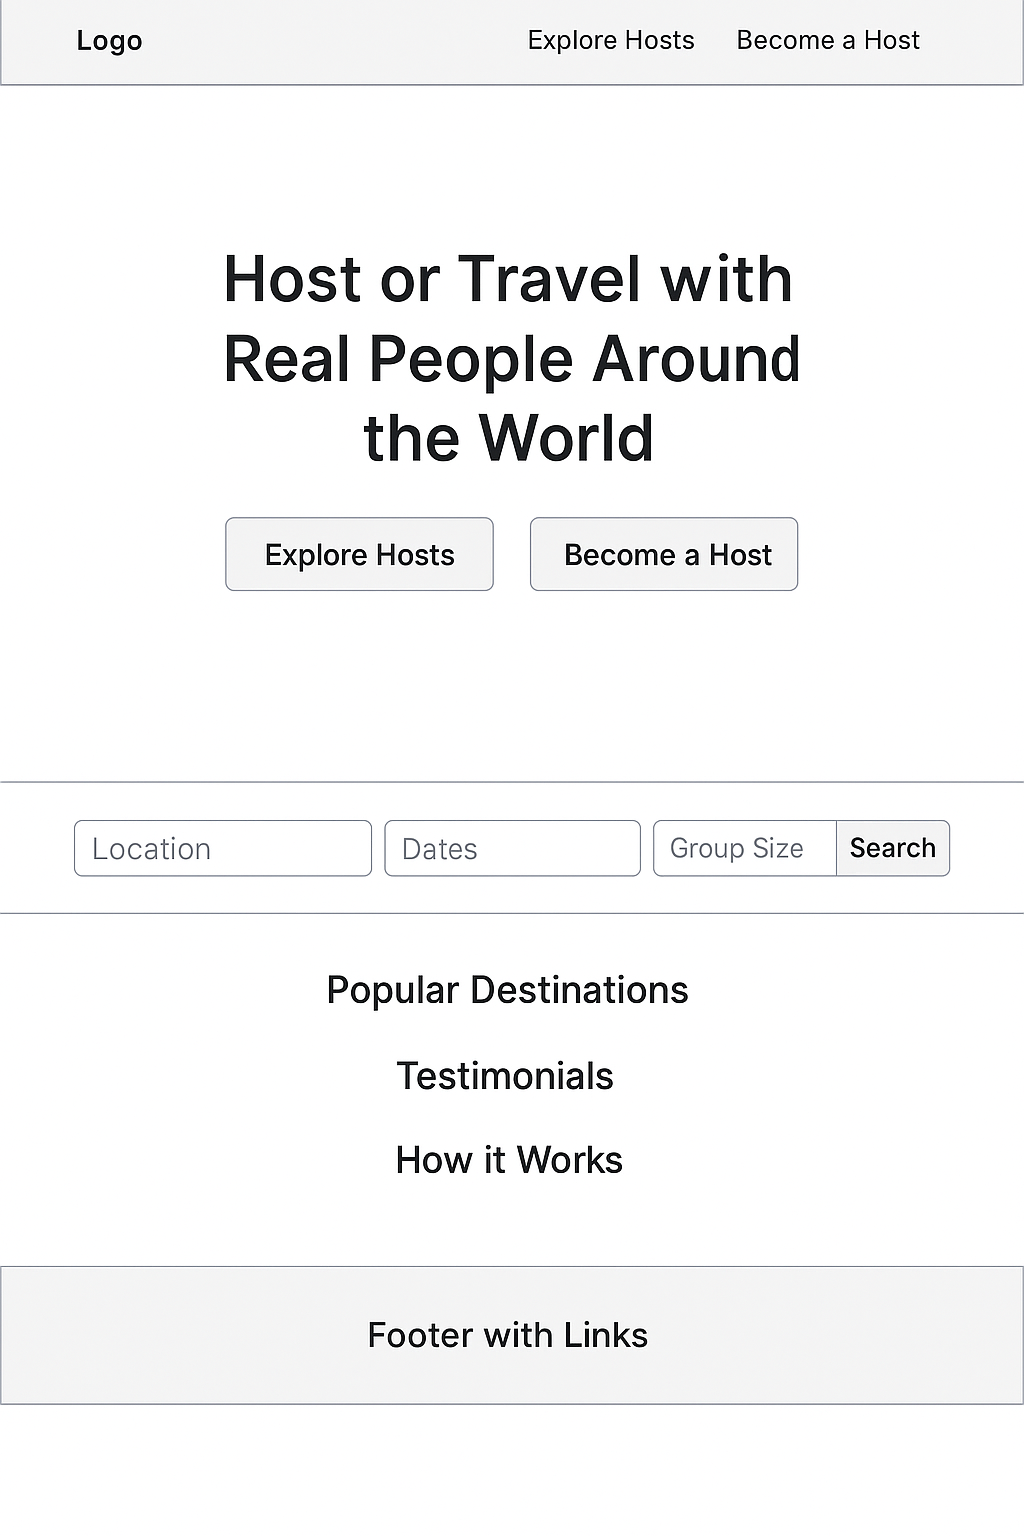 Logo
Explore Hosts
Become a Host
Host or Travel with
Real People Around
the World
Explore Hosts
Become a Host
Location
Dates
Group Size
Search
Popular Destinations
Testimonials
How it Works
Footer with Links